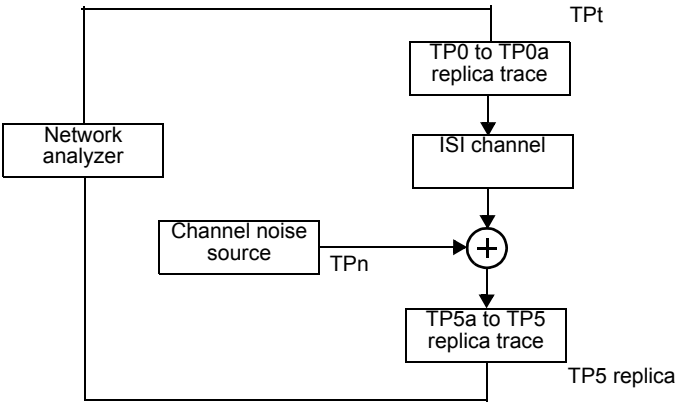 TPt
TP0 to TP0a
replica trace
Network
analyzer
ISI channel
Channel noise
source
TPn
+
TP5a to TP5
replica trace
TP5 replica